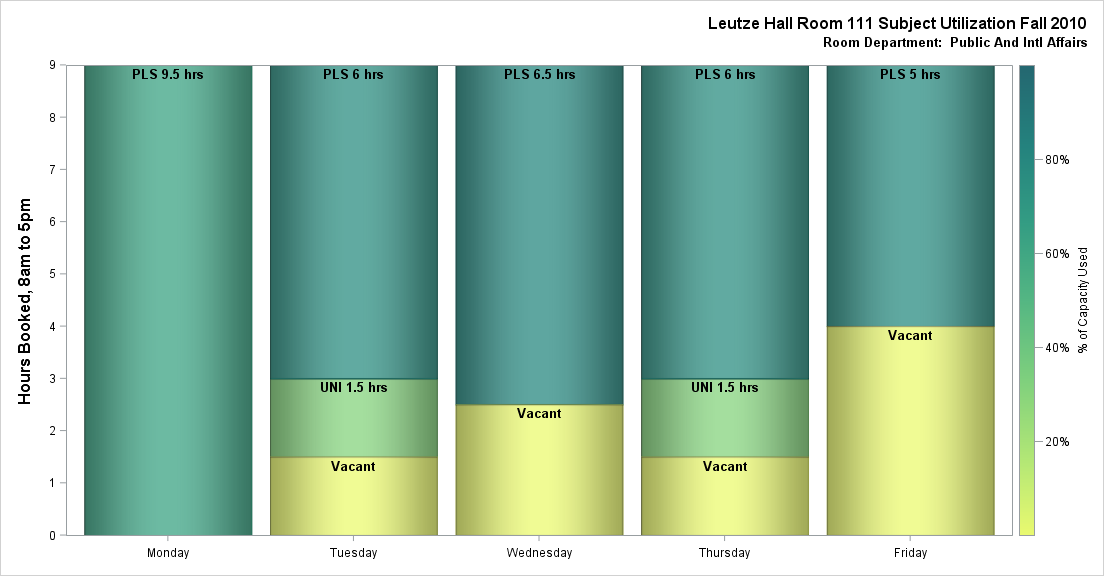 Leutze Hall Room 111 Subject Utilization Fall 2010
Room Department:  Public And Intl Affairs
Hours Booked, 8am to 5pm
9
8
7
6
5
4
3
2
1
0
PLS 9.5 hrs
PLS 6 hrs
UNI 1.5 hrs
Vacant
PLS 6.5 hrs
Vacant
PLS 6 hrs
UNI 1.5 hrs
Vacant
PLS 5 hrs
Vacant
Monday
Tuesday
Wednesday
Thursday
Friday
80%
60%
40%
20%
% of Capacity Used